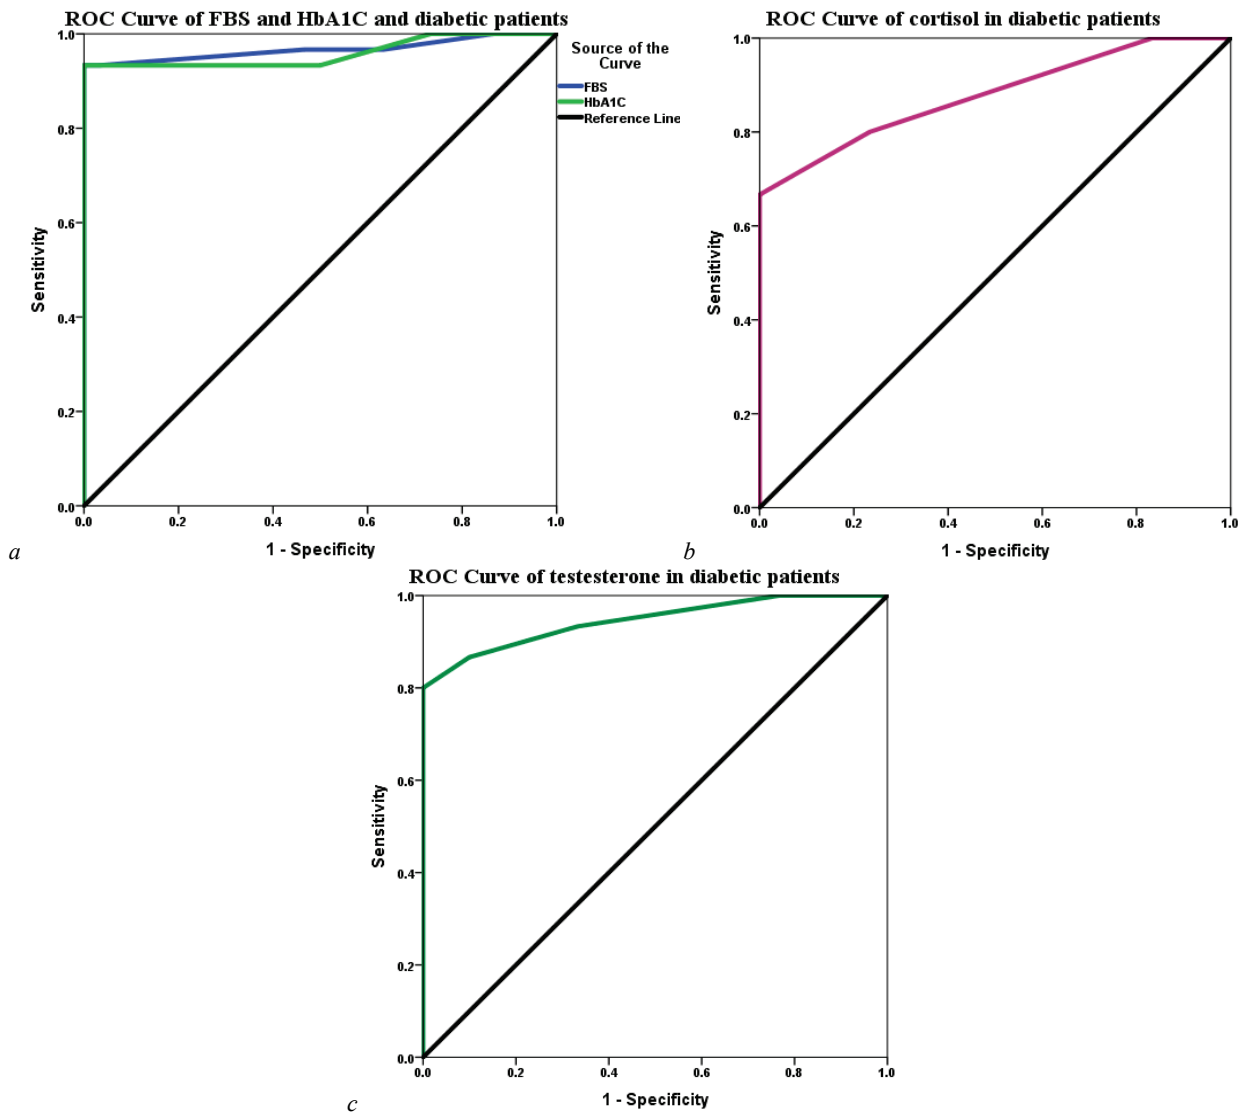 ROC Curve of FBS and HbA1C and diabetic patients
1.0
0.8
0.6
0.4
0.2
0.0
Sensitivity
0.0 0.2 0.4 0.6 0.8 1.0
1 - Specificity
Source of the
Curve
FBS
HbA1C
Reference Line
a
ROC Curve of cortisol in diabetic patients
1.0
0.8
0.6
0.4
0.2
0.0
Sensitivity
0.0 0.2 0.4 0.6 0.8 1.0
1 - Specificity
b
ROC Curve of testesterone in diabetic patients
1.0
0.8
0.6
0.4
0.2
0.0
Sensitivity
0.0 0.2 0.4 0.6 0.8 1.0
1 - Specificity
c